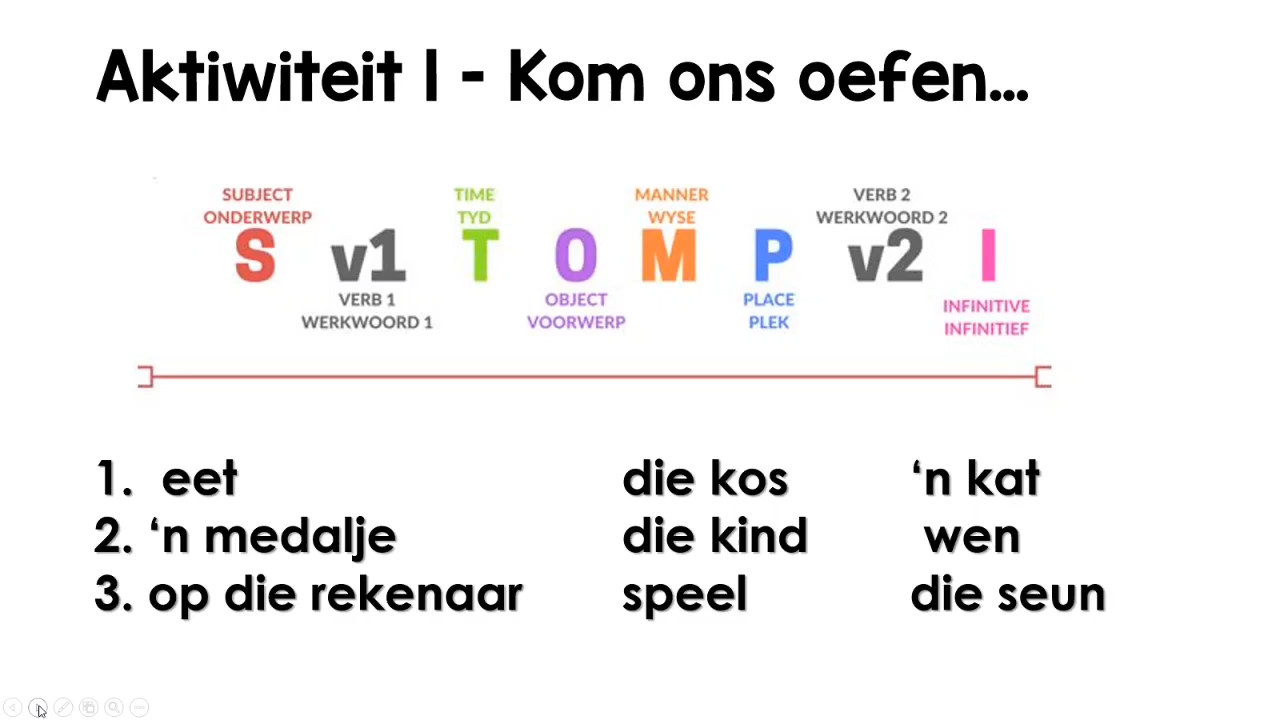 Aktiwiteit 1 - Kom ons oefen...
SUBJECT TIME MANNER VERB 2
ONDERWERP TYD WYSE WERKWOORD 2
S v1 T O M P v2 I
VERB 1 OBJECT PLACE INFINITIVE
WERKWOORD 1 VOORWERP PLEK INFINITIEF
1. eet die kos ‘n kat
2. ‘n medalje die kind wen
3. op die rekenaar speel die seun